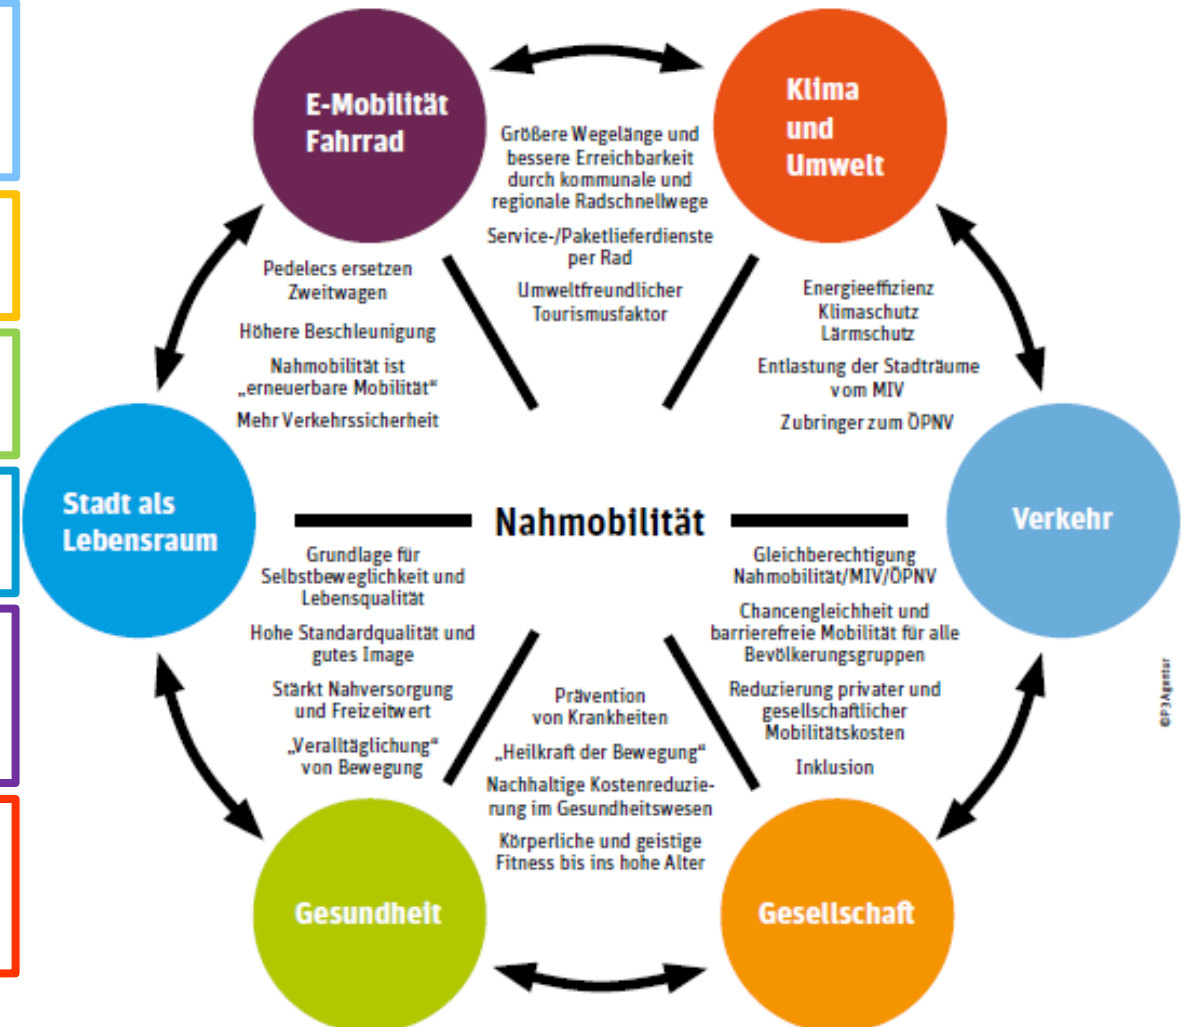 E-Mobilität
Fahrrad
Klima
und
Umwelt
Größere Wegelänge und
bessere Erreichbarkeit
durch kommunale und
regionale Radschnellwege
Service-/Paketlieferdienste
per Rad
Umweltfreundlicher
Tourismusfaktor
Pedelecs ersetzen
Zweitwagen
Höhere Beschleunigung
Nahmobilität ist
„erneuerbare Mobilität“
Mehr Verkehrssicherheit
Energieeffizienz
Klimaschutz
Lärmschutz
Entlastung der Stadträume
vom MIV
Zubringer zum ÖPNV
Stadt als
Lebensraum
Nahmobilität
Verkehr
Grundlage für
Selbstbeweglichkeit und
Lebensqualität
Hohe Standardqualität und
gutes Image
Stärkt Nahversorgung
und Freizeitwert
„Veralltäglichung“
von Bewegung
Gleichberechtigung
Nahmobilität/MIV/ÖPNV
Chancengleichheit und
barrierefreie Mobilität für alle
Bevölkerungsgruppen
Reduzierung privater und
gesellschaftlicher
Mobilitätskosten
Inklusion
Prävention
von Krankheiten
„Heilkraft der Bewegung“
Nachhaltige Kostenreduzie-
rung im Gesundheitswesen
Körperliche und geistige
Fitness bis ins hohe Alter
Gesundheit
Gesellschaft
©P3Agentur